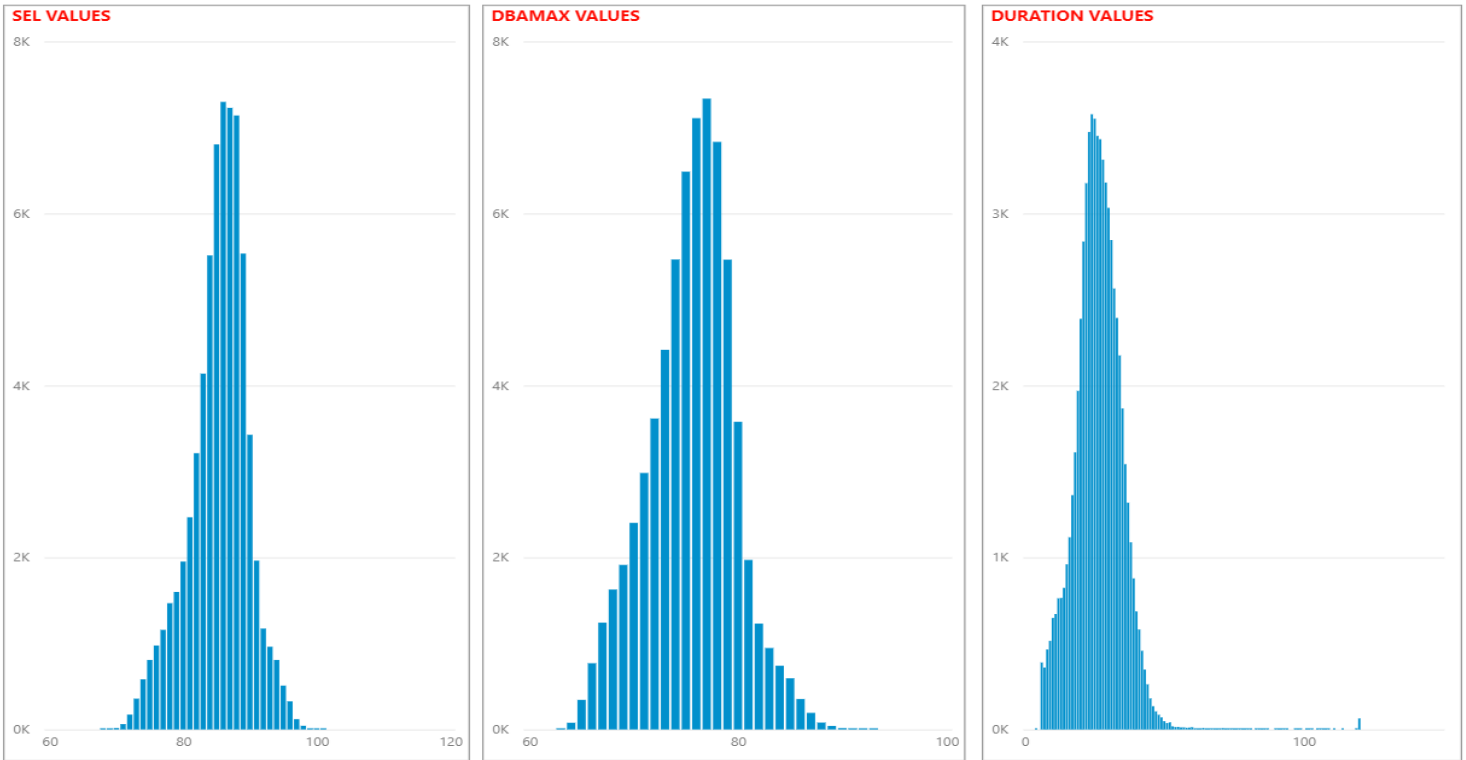 SEL VALUES
8K
6K
4K
2K
0K
60 80 100 120
DBAMAX VALUES
8K
6K
4K
2K
0K
60 80 100
DURATION VALUES
4K
3K
2K
1K
0K
0 100